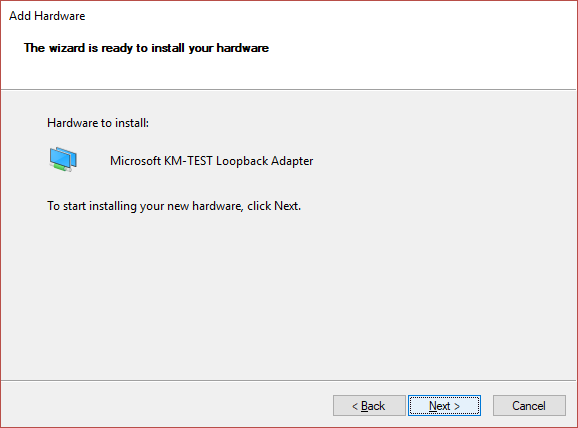 Add Hardware
The wizard is ready to install your hardware
Hardware to install:
Microsoft KM-TEST Loopback Adapter
To start installing your new hardware, click Next.
< Back Next > Cancel